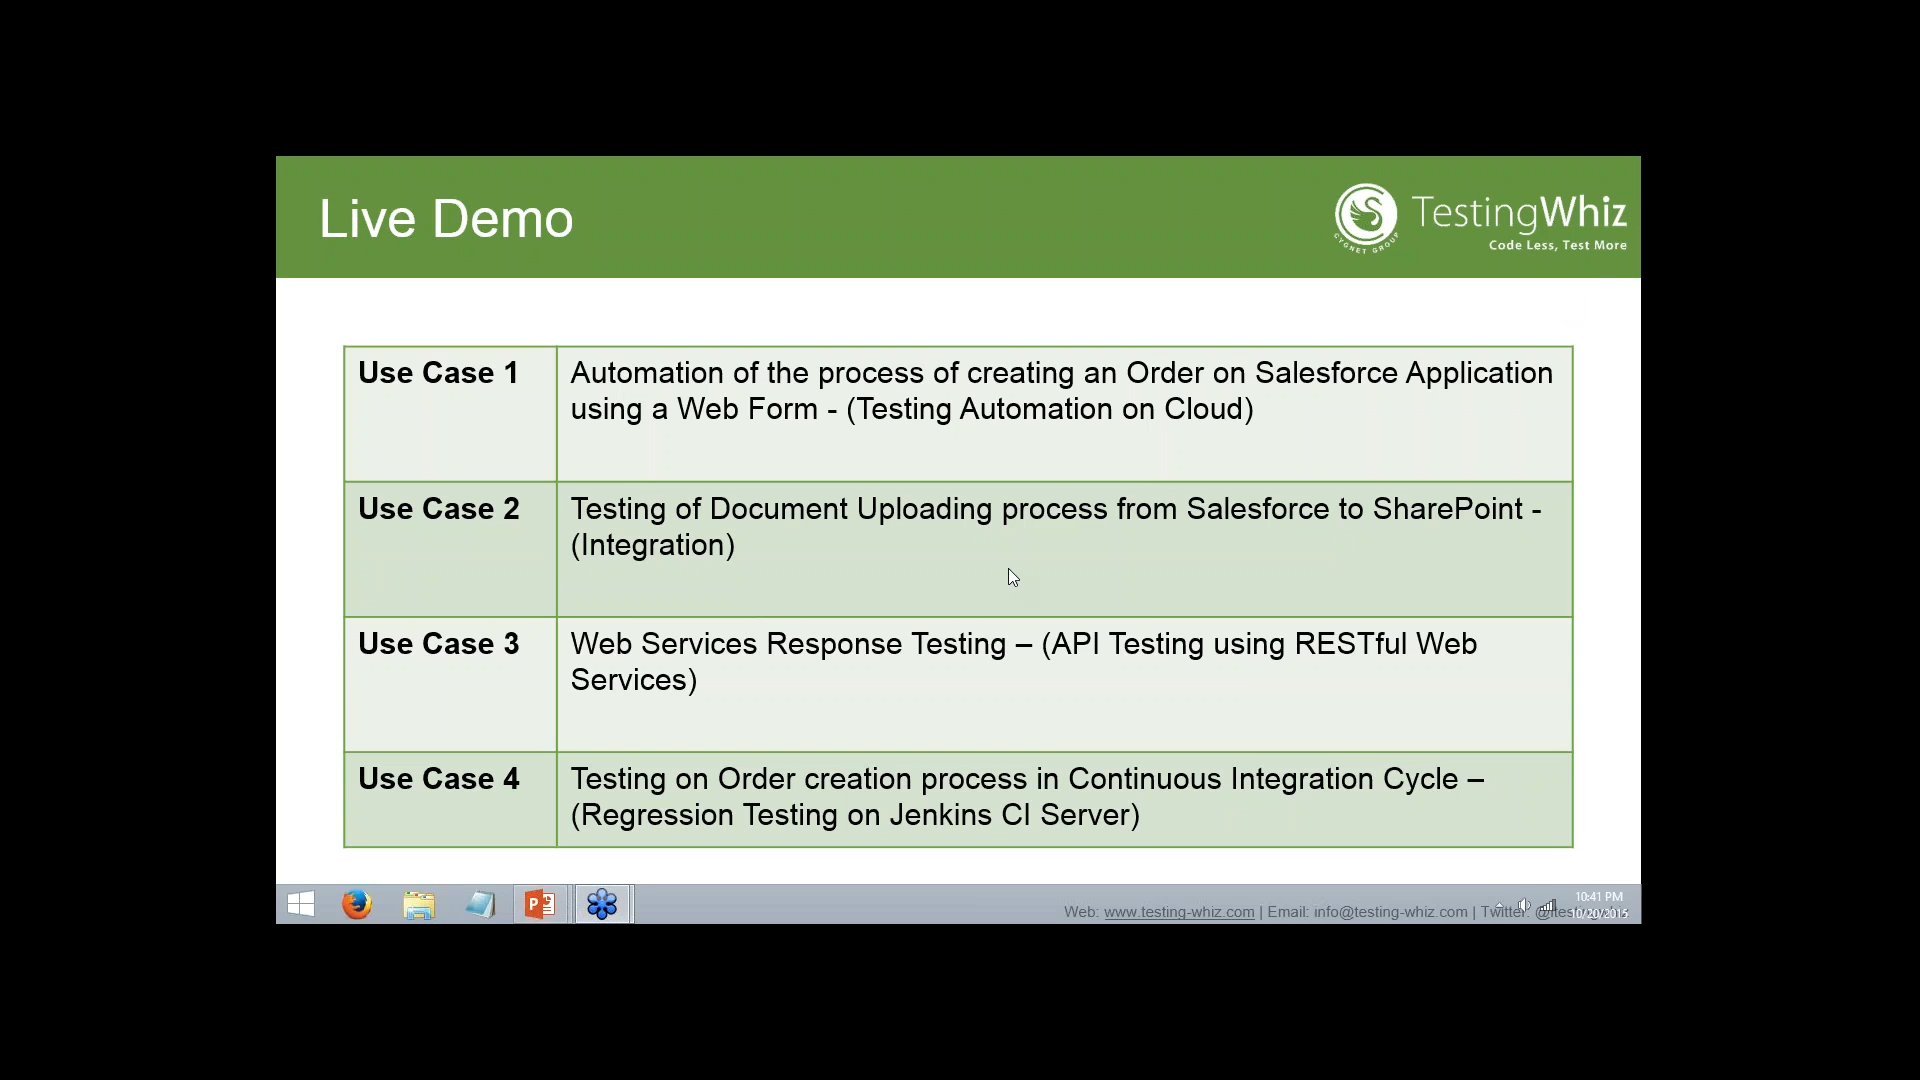 Live Demo
TestingWhiz
Code Less, Test More
CYGNET GROUP
Use Case 1
Automation of the process of creating an Order on Salesforce Application
using a Web Form - (Testing Automation on Cloud)
Use Case 2
Testing of Document Uploading process from Salesforce to SharePoint -
(Integration)
Use Case 3
Web Services Response Testing – (API Testing using RESTful Web
Services)
Use Case 4
Testing on Order creation process in Continuous Integration Cycle –
(Regression Testing on Jenkins CI Server)
Web: www.testing-whiz.com | Email: info@testing-whiz.com | Twitter:
10:41 PM